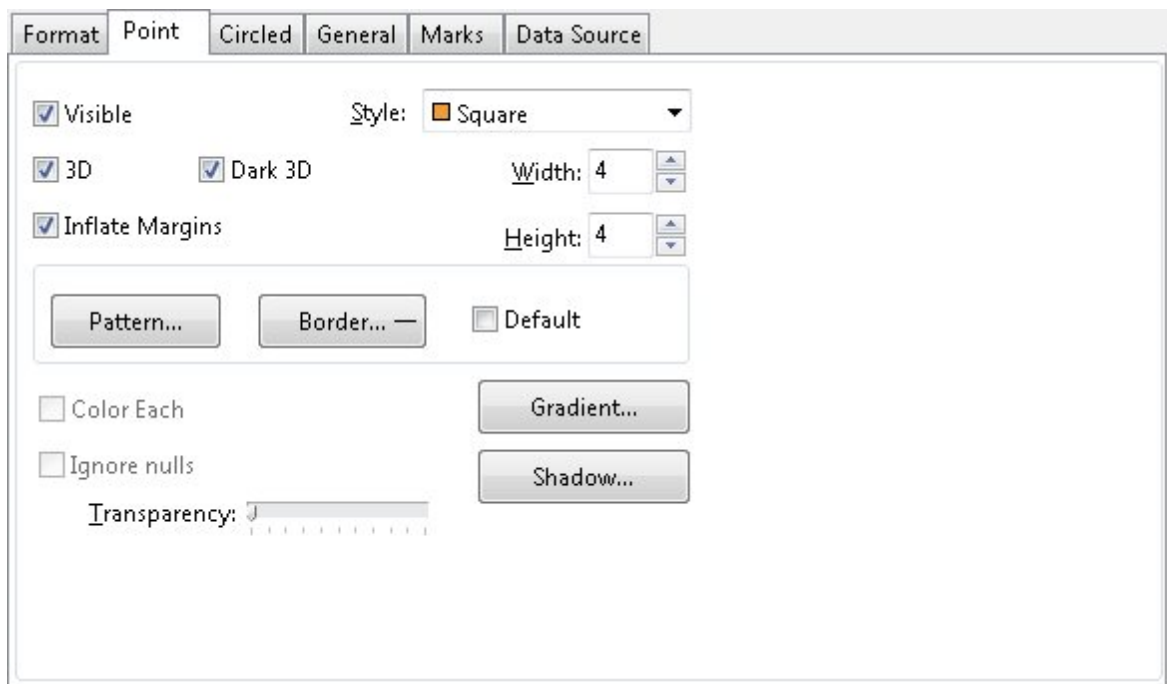 Format Point Circled General Marks Data Source
Visible Style: Square
3D Dark 3D Width: 4
Inflate Margins Height: 4
Pattern... Border... Default
Color Each Gradient...
Ignore nulls Shadow...
Transparency: